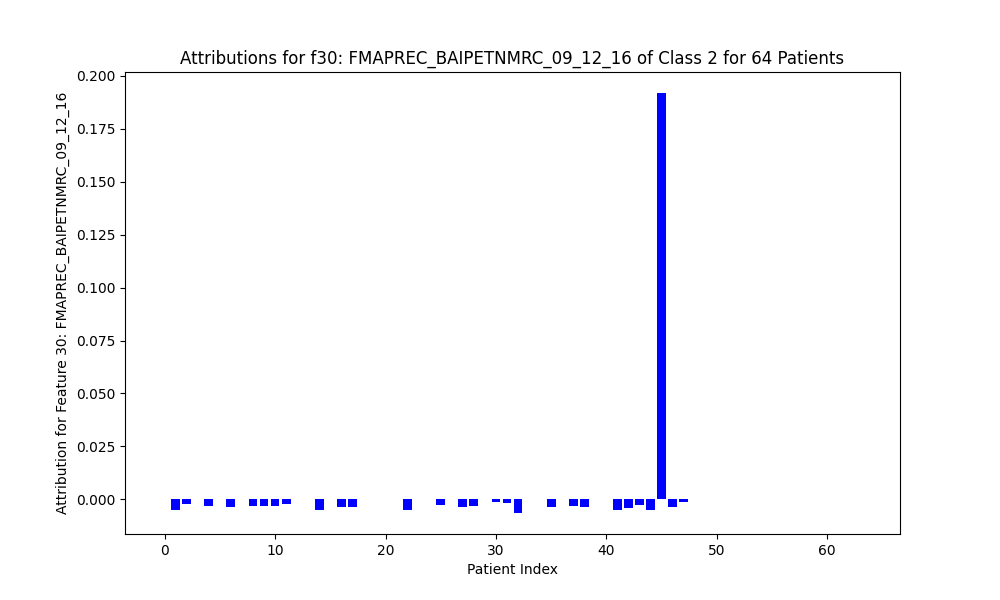 Attributions for f30: FMAPREC_BAIPETNMRC_09_12_16 of Class 2 for 64 Patients
Attribution for Feature 30: FMAPREC_BAIPETNMRC_09_12_16
0.200
0.175
0.150
0.125
0.100
0.075
0.050
0.025
0.000
0 10 20 30 40 50 60
Patient Index